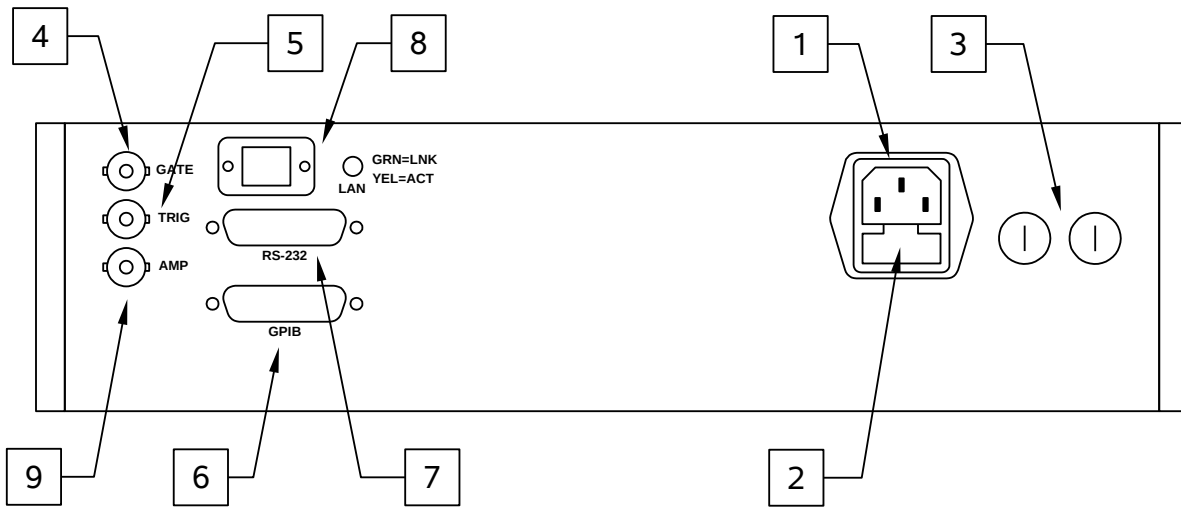 4
5
8
1
3
GATE
GRN=LNK
YEL=ACT
LAN
TRIG
RS-232
AMP
GPIB
9
6
7
2